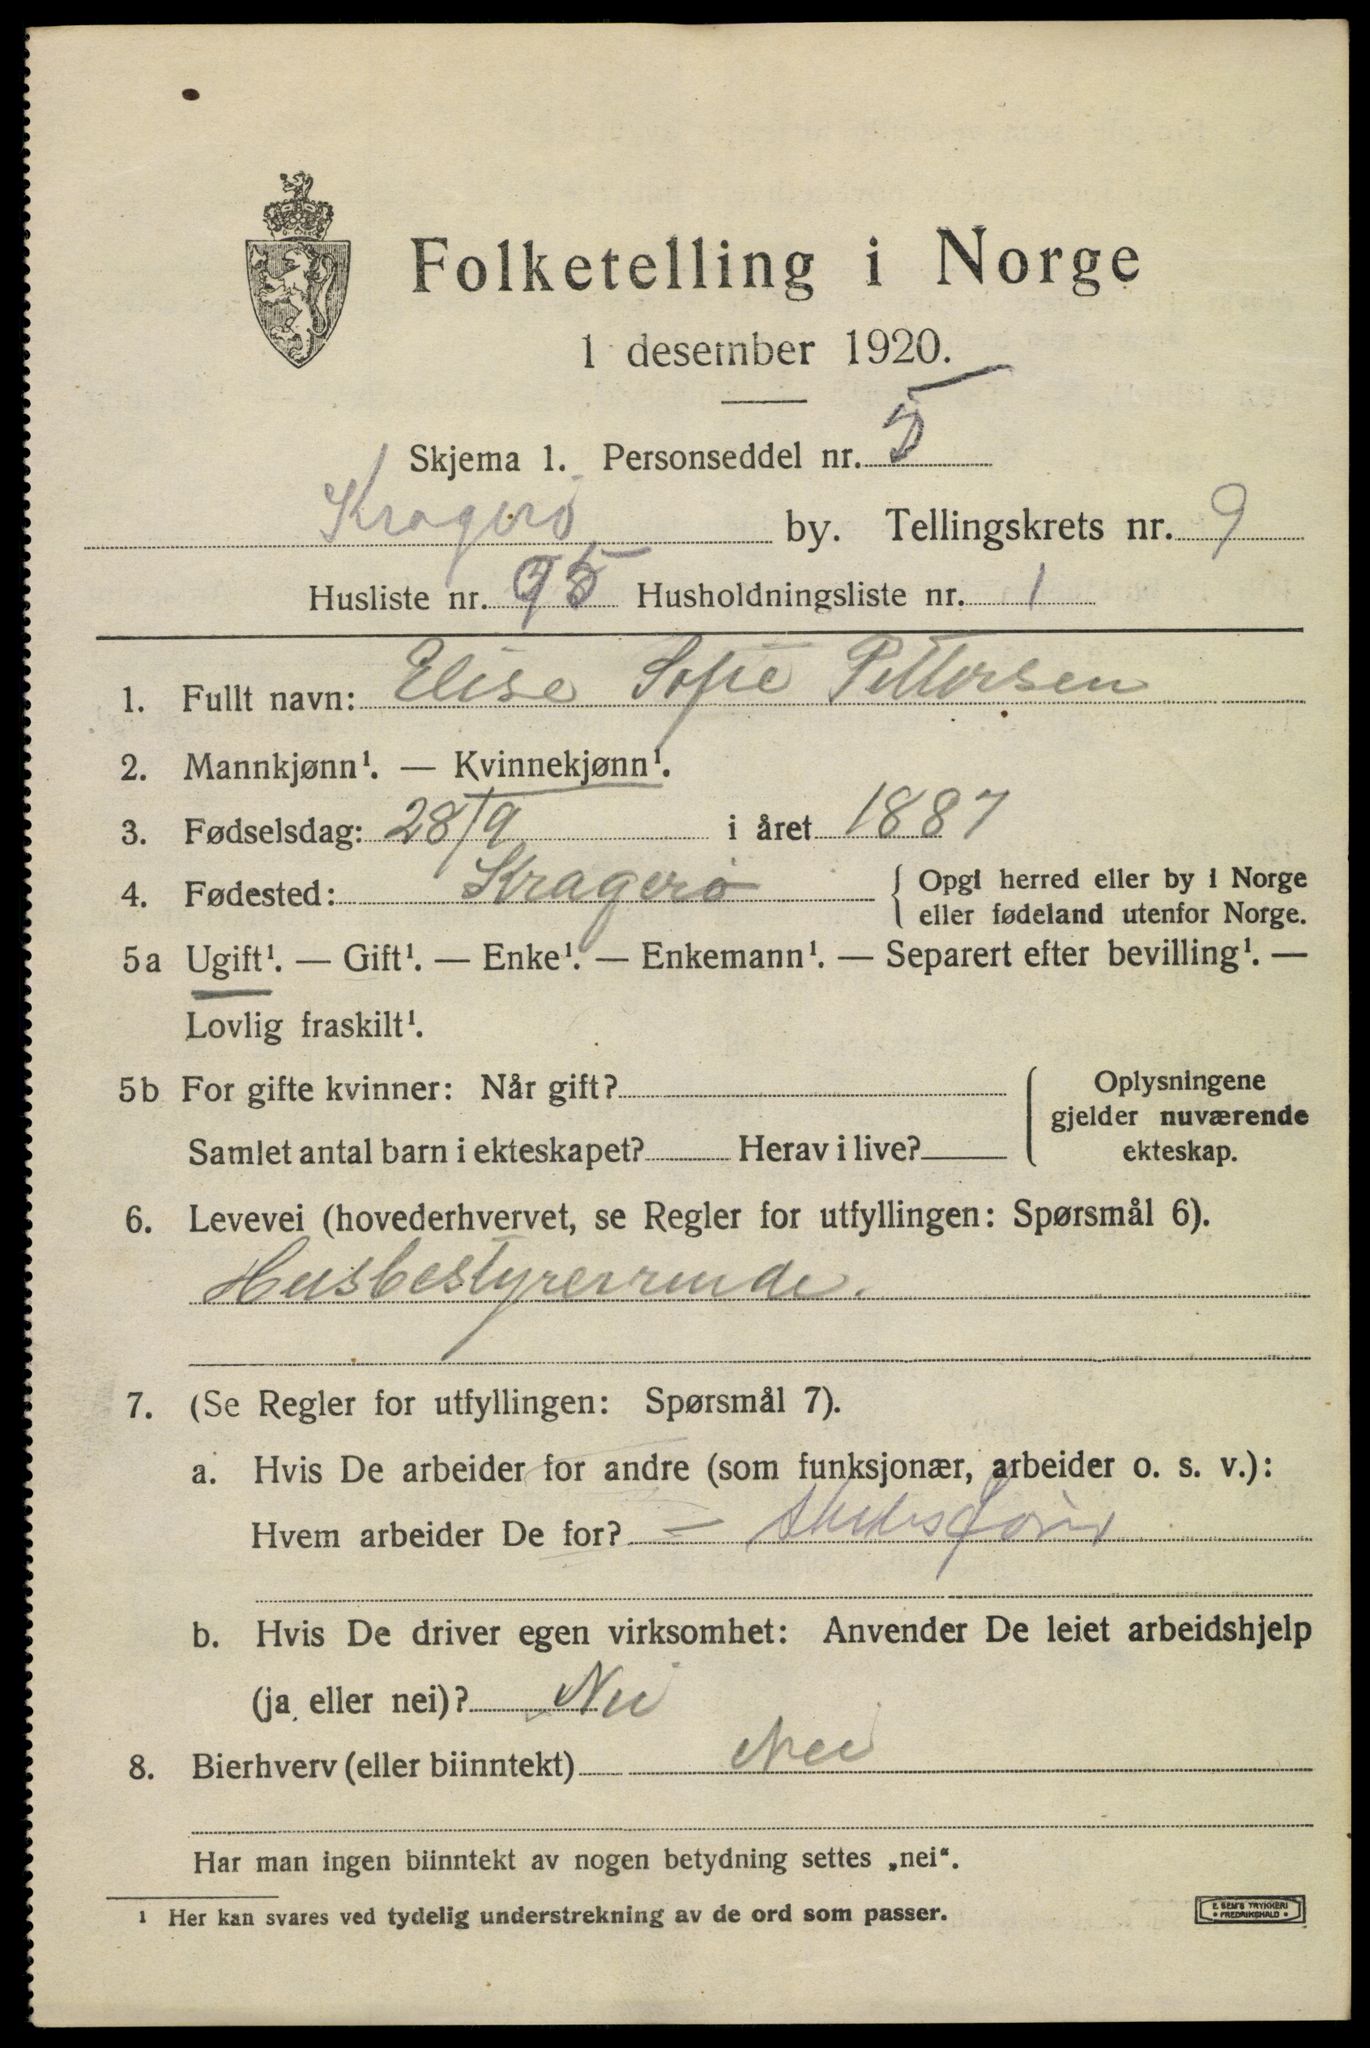 Folketelling i Norge
1 desember 1920.
Skjema 1. Personseddel nr. 5
Kragerø by. Tellingskrets nr. 9
Husliste nr. 95 Husholdningsliste nr. 1
1. Fullt navn: Elise Sofie Pettersen
2. Mannkjønn¹. — Kvinnekjønn¹.
3. Fødselsdag: 28/9 i året 1887
4. Fødested: Kragerø { Opgi herred eller by i Norge
eller fødeland utenfor Norge.
5a Ugift¹. — Gift¹. — Enke¹. — Enkemann¹. — Separert efter bevilling¹. —
Lovlig fraskilt¹.
5b For gifte kvinner: Når gift? Oplysningene
gjelder nuværende
Samlet antal barn i ekteskapet? Herav i live? ekteskap.
6. Levevei (hovederhvervet, se Regler for utfyllingen: Spørsmål 6).
Husbestyrerrinde.
7. (Se Regler for utfyllingen: Spørsmål 7).
a. Hvis De arbeider for andre (som funksjonær, arbeider o. s. v.):
Hvem arbeider De for? —
b. Hvis De driver egen virksomhet: Anvender De leiet arbeidshjelp
(ja eller nei)? Nei
8. Bierhverv (eller biinntekt) Nei
Har man ingen biinntekt av nogen betydning settes „nei“.
¹ Her kan svares ved tydelig understrekning av de ord som passer.
E. SEM'S TRYKKERI
• FREDRIKSHALD •